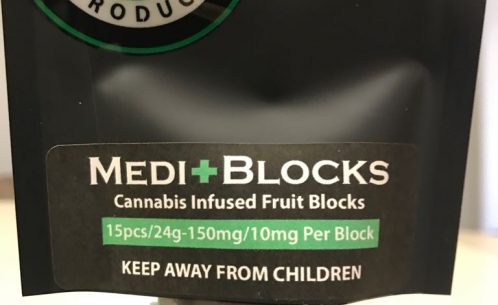 PRODUC
MEDI+BLOCKS
Cannabis Infused Fruit Blocks
15pcs/24g-150mg/10mg Per Block
KEEP AWAY FROM CHILDREN